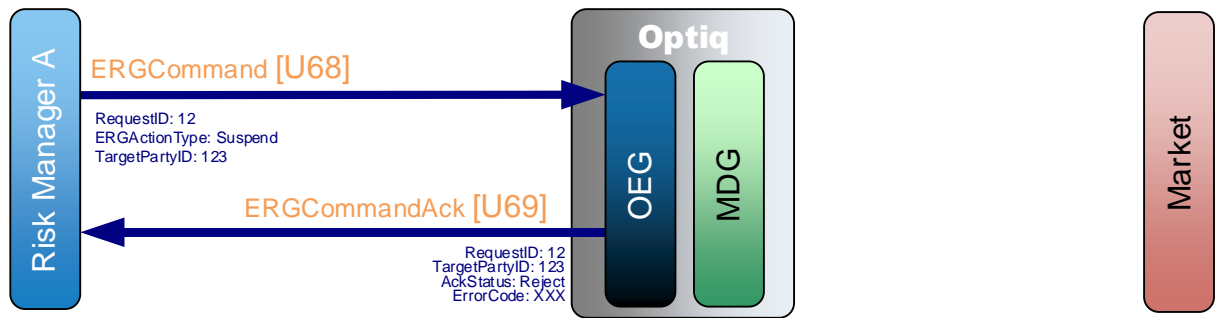 Risk Manager A
ERGCommand [U68]
RequestID: 12
ERGActionType: Suspend
TargetPartyID: 123
ERGCommandAck [U69]
RequestID: 12
TargetPartyID: 123
AckStatus: Reject
ErrorCode: XXX
Optiq
OEG
MDG
Market